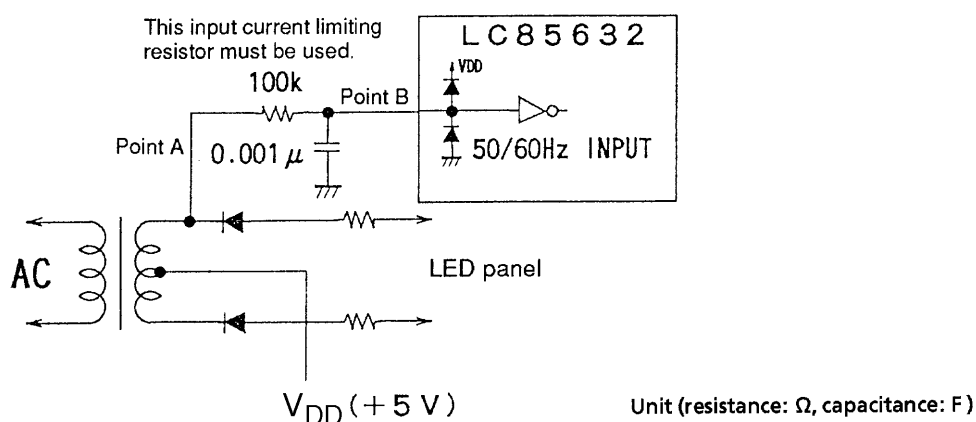 This input current limiting
resistor must be used.
LC85632
100k
VDD
Point B
Point A
0.001 μ
50/60Hz INPUT
AC
LED panel
VDD (+5 V)
Unit (resistance: Ω, capacitance: F)